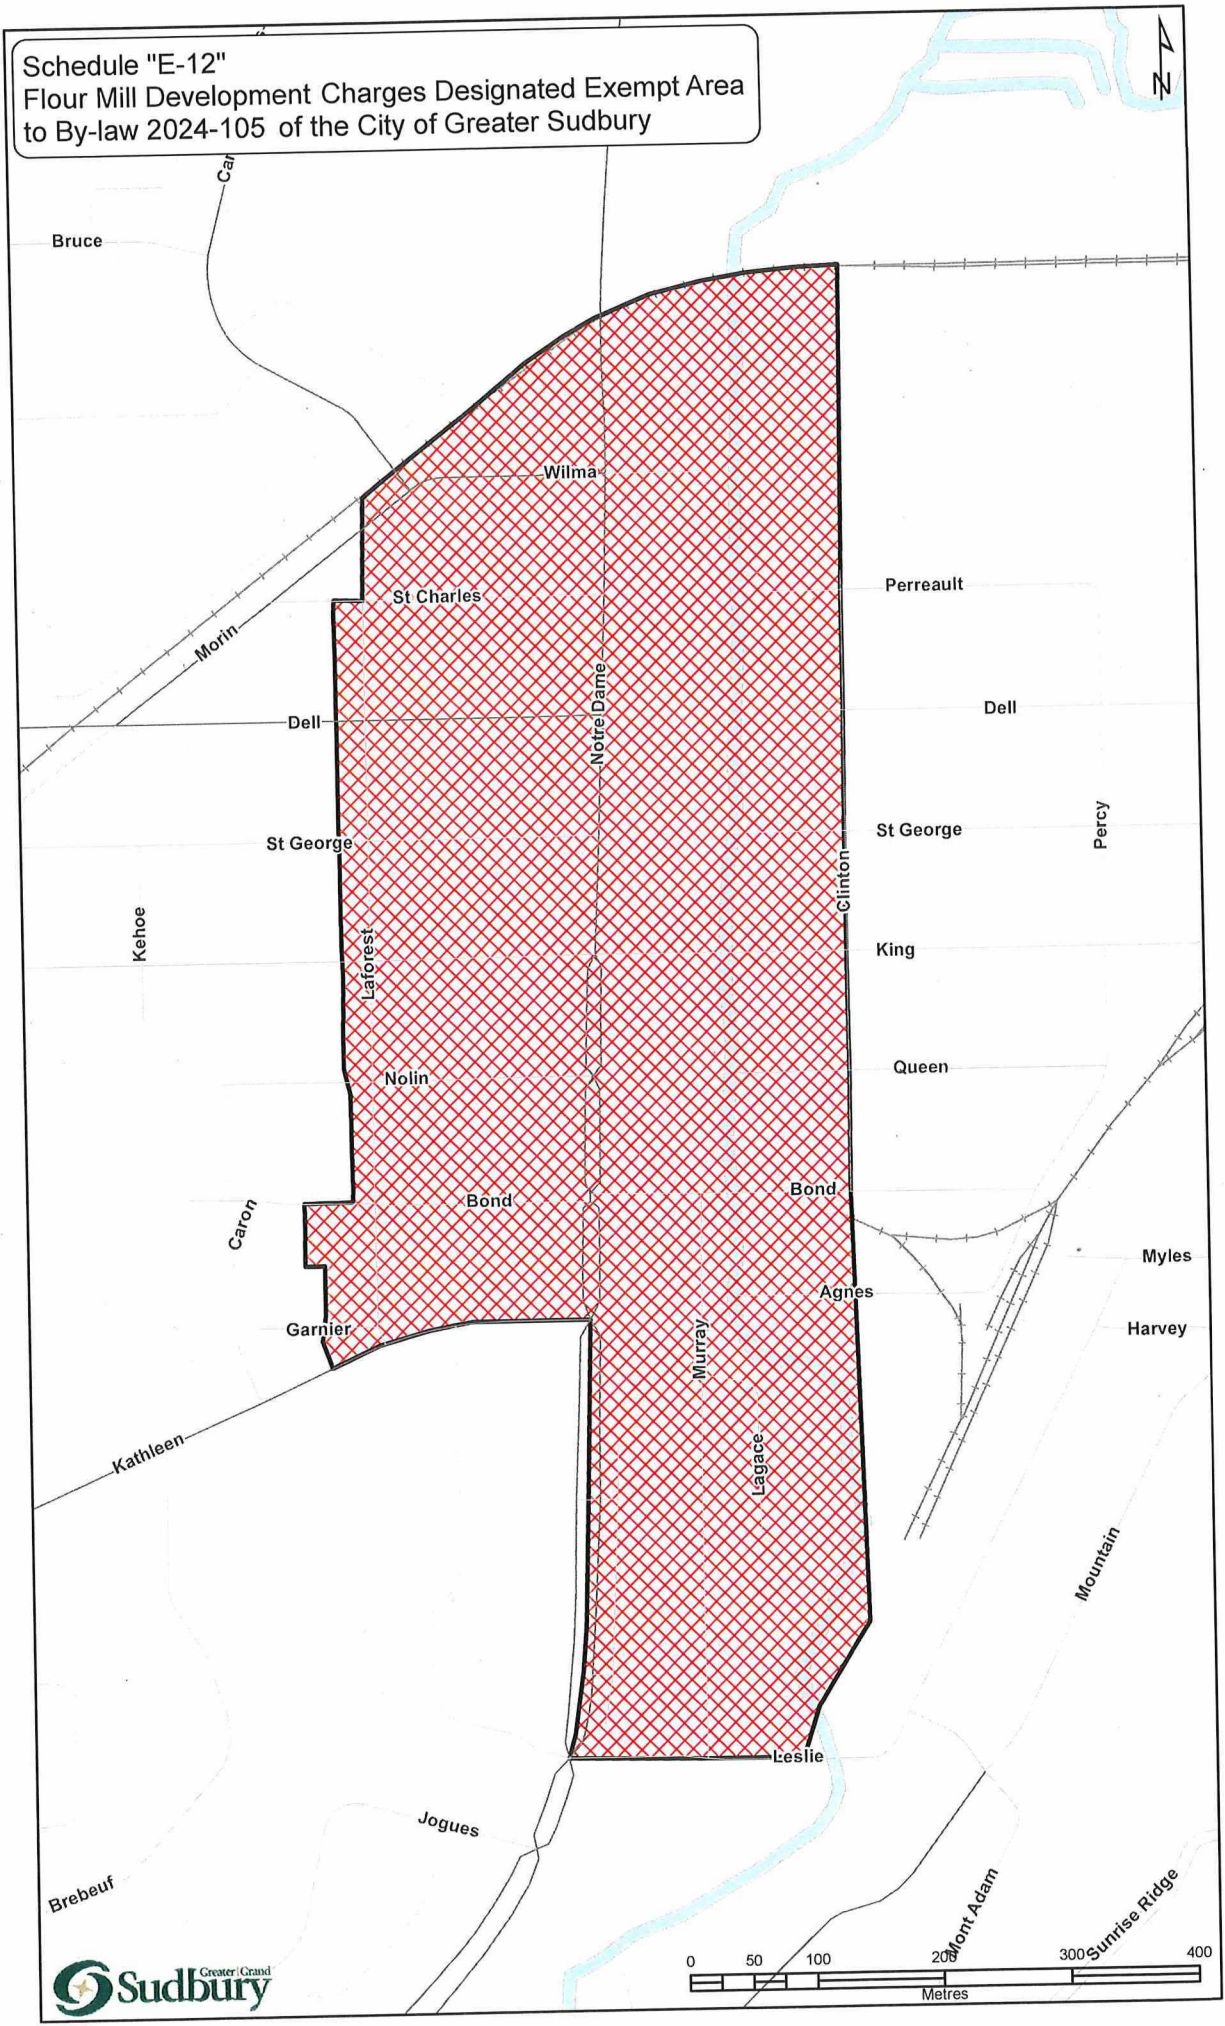 Schedule "E-12"
Flour Mill Development Charges Designated Exempt Area
to By-law 2024-105 of the City of Greater Sudbury
N
Bruce
Wilma
St Charles
Perreault
Morin
Notre Dame
Dell
Dell
St George
St George
Percy
Clinton
Kehoe
Laforest
King
Nolin
Queen
Caron
Bond
Bond
Myles
Agnes
Garnier
Murray
Harvey
Kathleen
Lagace
Mountain
Leslie
Jogues
Brebeuf
Mont Adam
Sunrise Ridge
Greater Grand
Sudbury
0 50 100 200 300 400
Metres